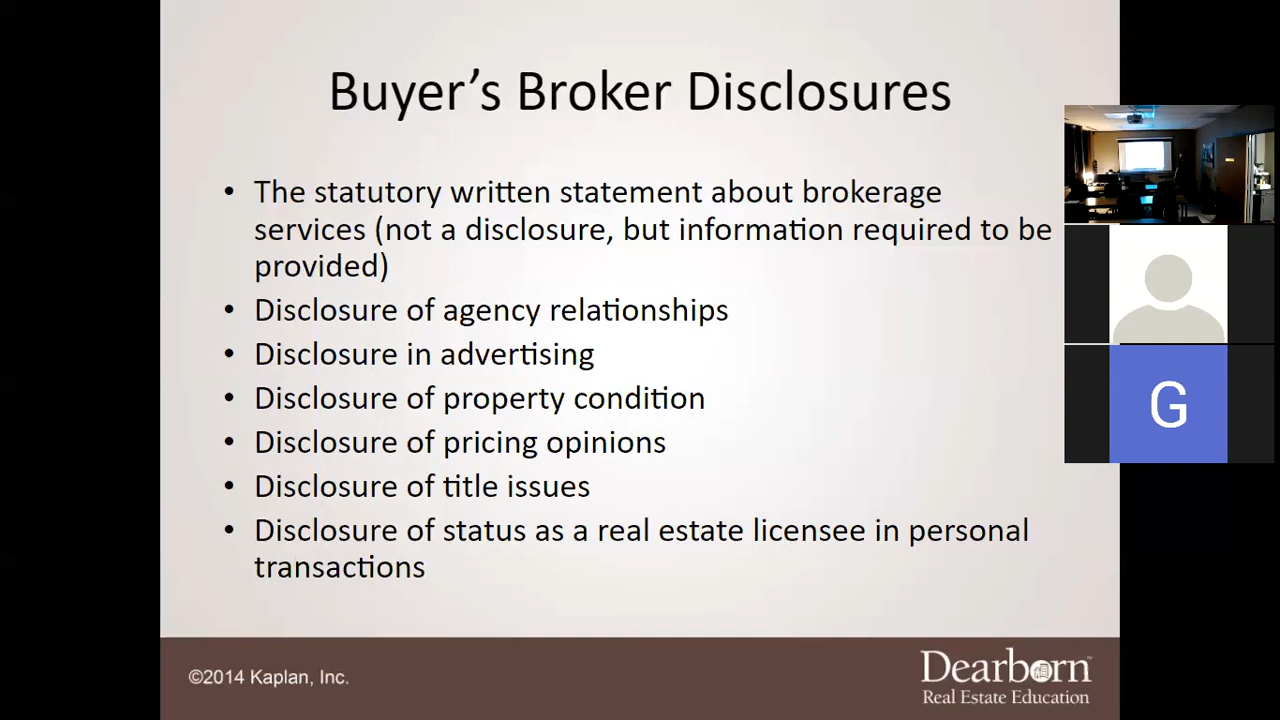 Buyer’s Broker Disclosures
• The statutory written statement about brokerage
services (not a disclosure, but information required to be
provided)
• Disclosure of agency relationships
• Disclosure in advertising
• Disclosure of property condition
• Disclosure of pricing opinions
• Disclosure of title issues
• Disclosure of status as a real estate licensee in personal
transactions
G
©2014 Kaplan, Inc.
Dearborn™
Real Estate Education